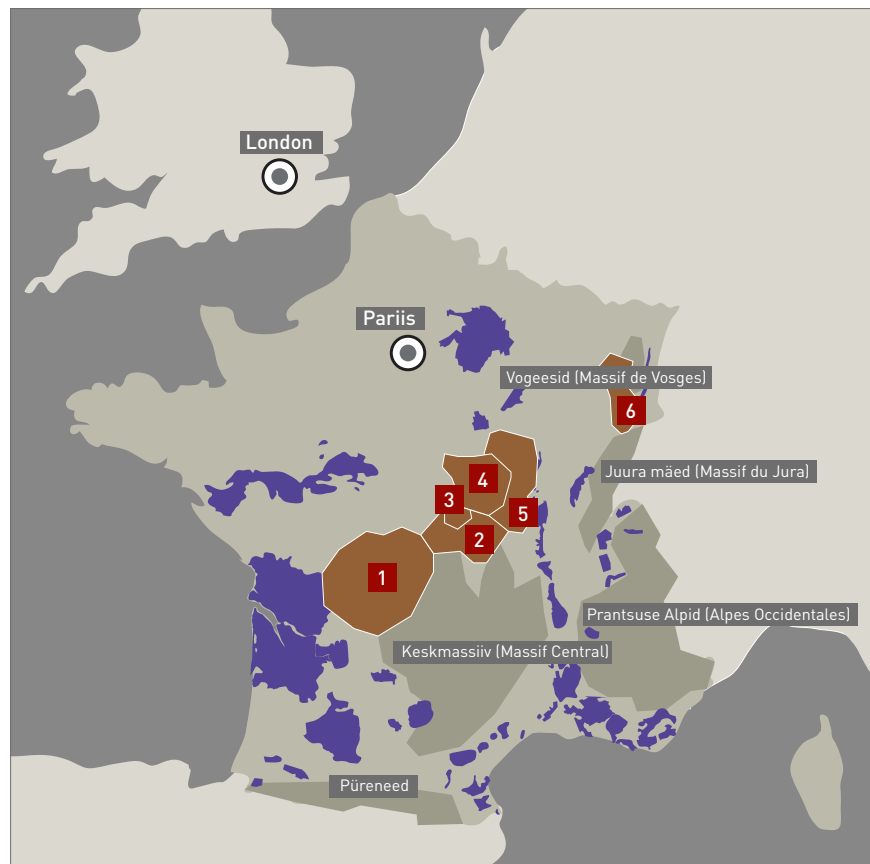 London
Pariis
Vogeesid (Massif de Vosges)
6
Juura mäed (Massif du Jura)
4
3
5
2
1
Prantsuse Alpid (Alpes Occidentales)
Keskmassiiv (Massif Central)
Püreneed